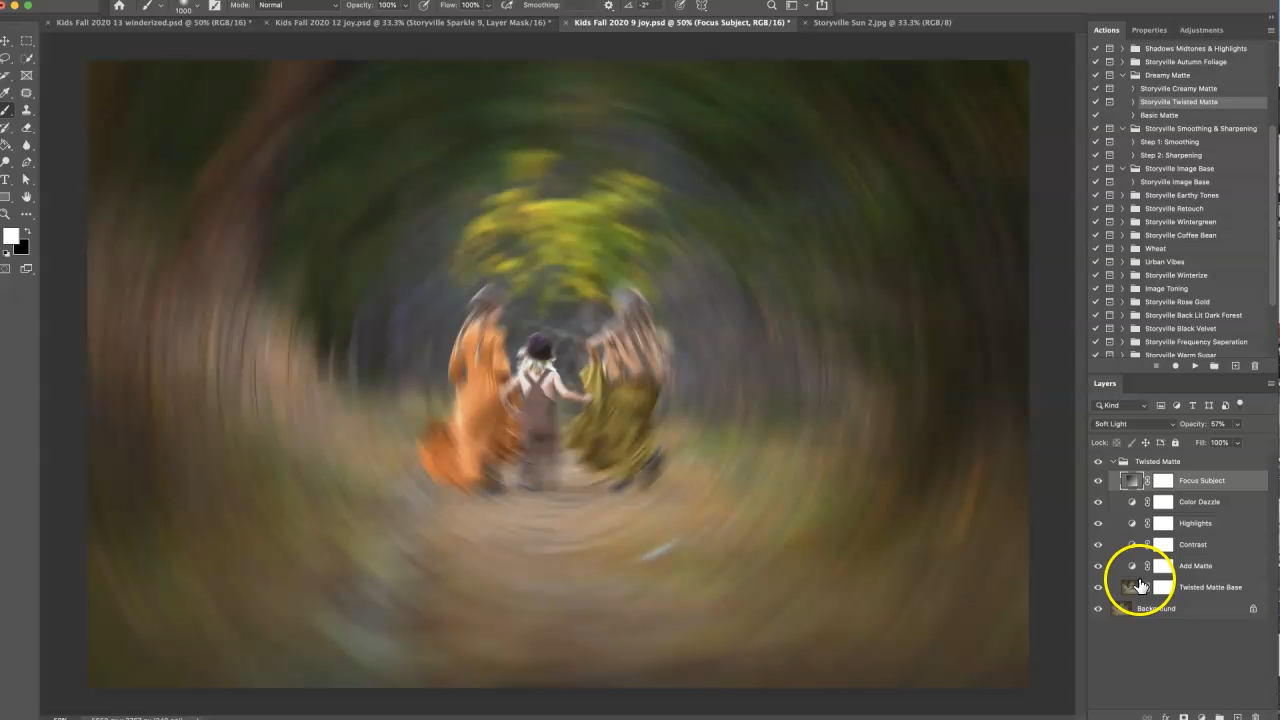 1000 Mode: Normal Opacity: 100% Flow: 100% Smoothing: -2°
× Kids Fall 2020 13 winderized.psd @ 50% (RGB/16) * × Kids Fall 2020 12 joy.psd @ 33.3% (Storyville Sparkle 9, Layer Mask/16) * × Kids Fall 2020 9 joy.psd @ 50% (Focus Subject, RGB/16) * × Storyville Sun 2.jpg @ 33.3% (RGB/8)
Actions Properties Adjustments
Shadows Midtones & Highlights
Storyville Autumn Foliage
Dreamy Matte
Storyville Creamy Matte
Storyville Twisted Matte
Basic Matte
Storyville Smoothing & Sharpening
Step 1: Smoothing
Step 2: Sharpening
Storyville Image Base
Storyville Image Base
Storyville Earthy Tones
Storyville Retouch
Storyville Wintergreen
Storyville Coffee Bean
Wheat
Urban Vibes
Storyville Winterize
Image Toning
Storyville Rose Gold
Storyville Back Lit Dark Forest
Storyville Black Velvet
Storyville Frequency Seperation
Storyville Warm Sugar
Layers
Kind
Soft Light Opacity: 57%
Lock: Fill: 100%
Twisted Matte
Focus Subject
Color Dazzle
Highlights
Contrast
Add Matte
Twisted Matte Base
Background